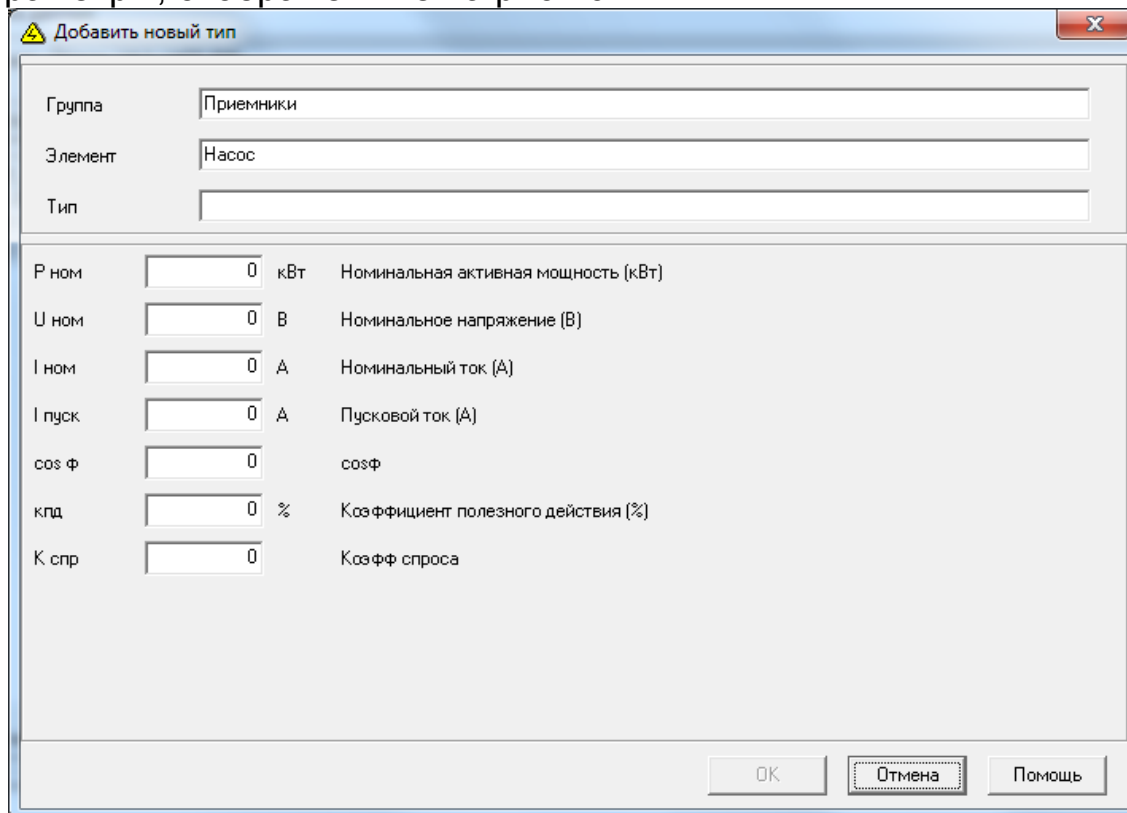 Добавить новый тип
Группа Приемники
Элемент Насос
Тип
P ном 0 кВт Номинальная активная мощность (кВт)
U ном 0 В Номинальное напряжение (В)
I ном 0 А Номинальный ток (А)
I пуск 0 А Пусковой ток (А)
cos Ф 0 cosФ
кпд 0 % Коэффициент полезного действия (%)
К спр 0 Коэфф спроса
OK Отмена Помощь